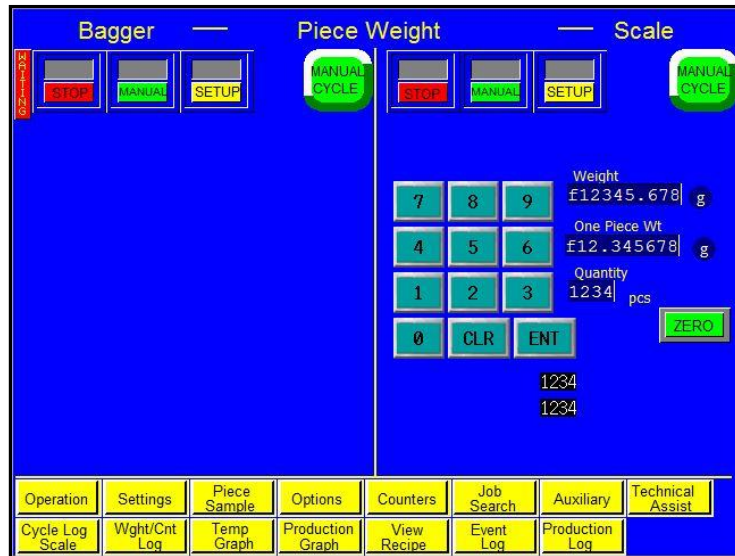 Bagger — Piece Weight — Scale
WAITING
STOP MANUAL SETUP MANUAL CYCLE
STOP MANUAL SETUP MANUAL CYCLE
Weight
7 8 9 f12345.678 g
One Piece Wt
4 5 6 f12.345678 g
Quantity
1 2 3 1234 pcs
ZERO
0 CLR ENT
1234
1234
Operation Settings Piece Sample Options Counters Job Search Auxiliary Technical Assist
Cycle Log Scale Wght/Cnt Log Temp Graph Production Graph View Recipe Event Log Production Log